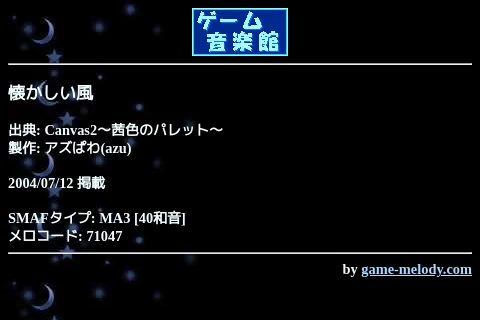 ゲーム
音楽館
懐かしい風
出典: Canvas2〜茜色のパレット〜
製作: アズぱわ(azu)
2004/07/12 掲載
SMAFタイプ: MA3 [40和音]
メロコード: 71047
by game-melody.com